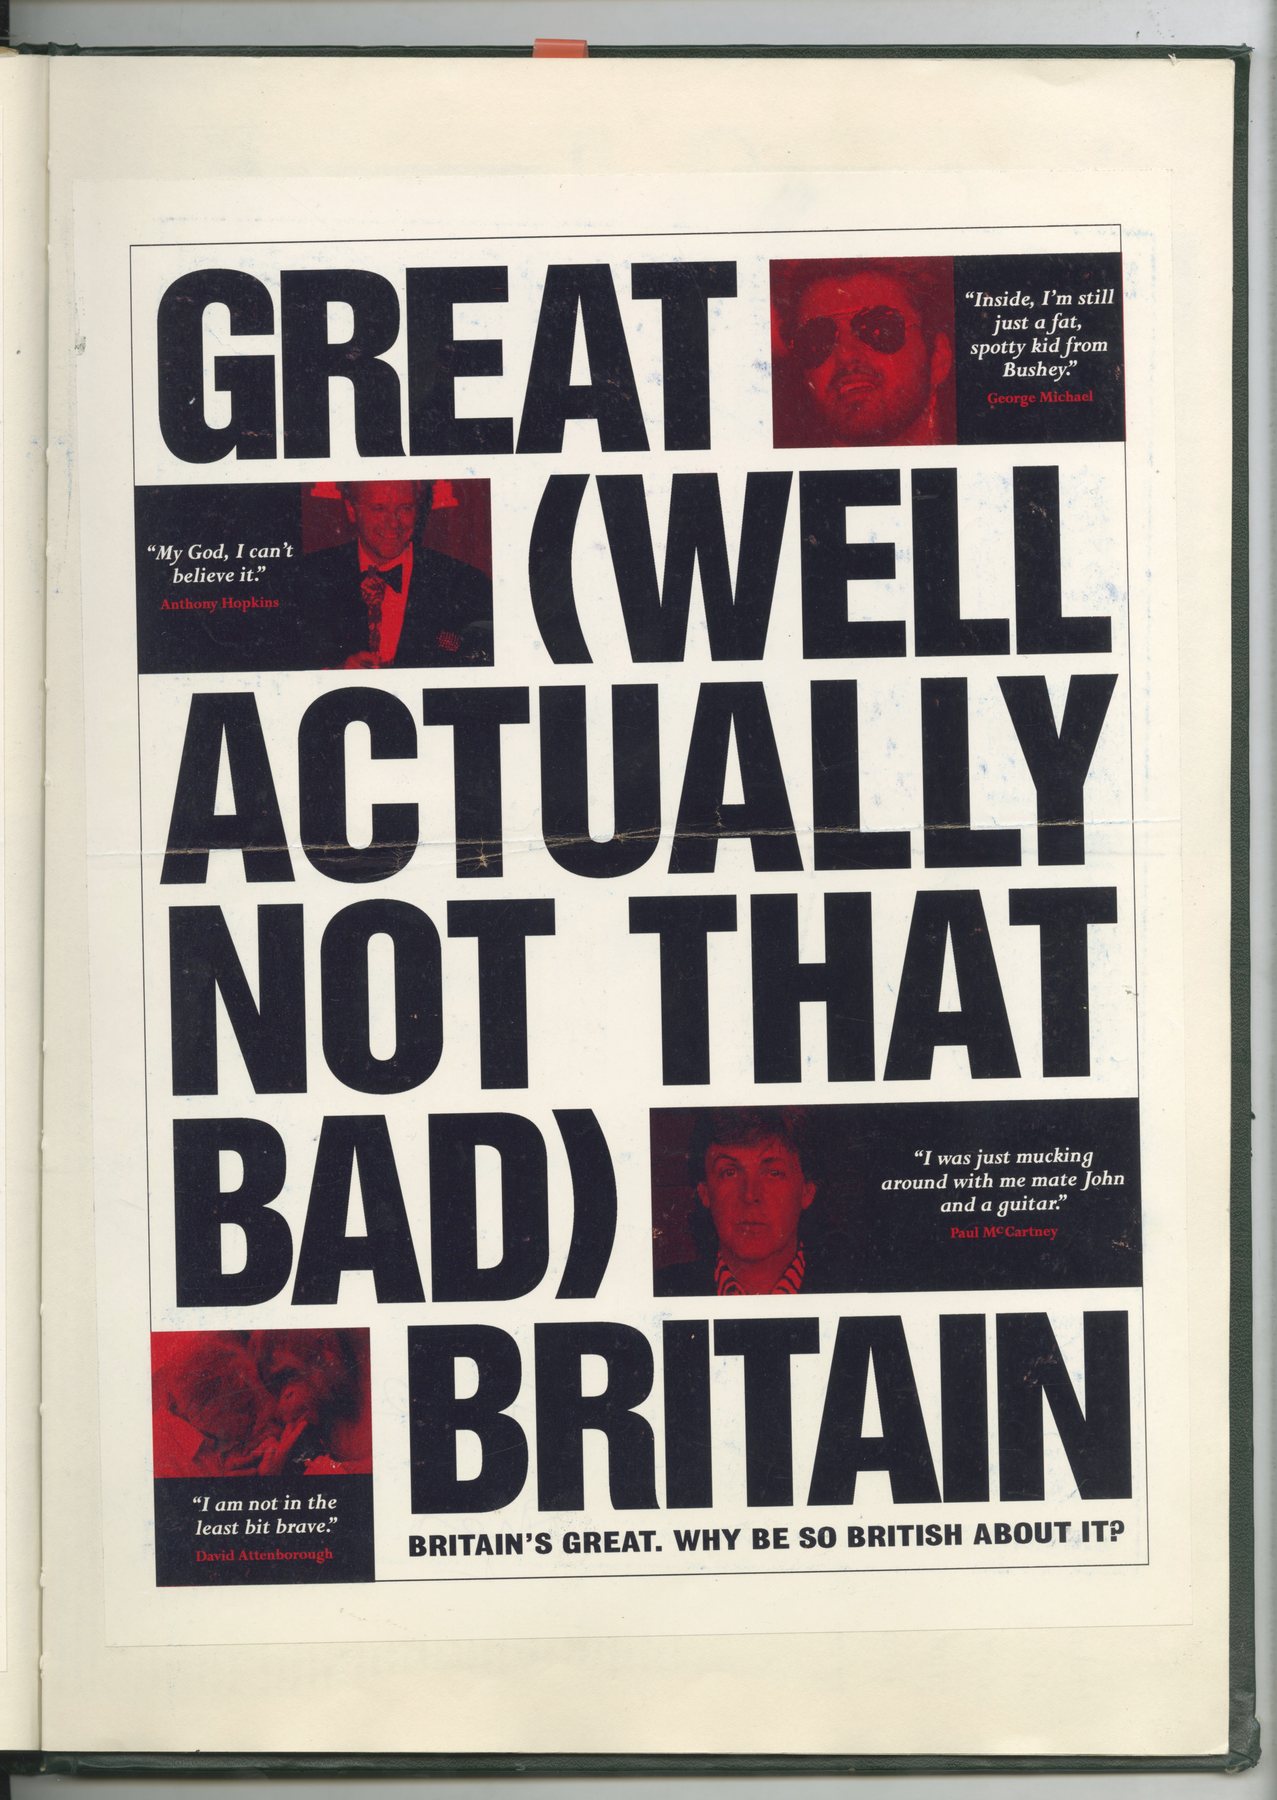 GREAT
“Inside, I’m still
just a fat,
spotty kid from
Bushey.”
George Michael
“My God, I can’t
believe it.”
Anthony Hopkins
(WELL
ACTUALLY
NOT THAT
BAD)
“I was just mucking
around with me mate John
and a guitar.”
Paul McCartney
BRITAIN
“I am not in the
least bit brave.”
David Attenborough
BRITAIN’S GREAT. WHY BE SO BRITISH ABOUT IT?